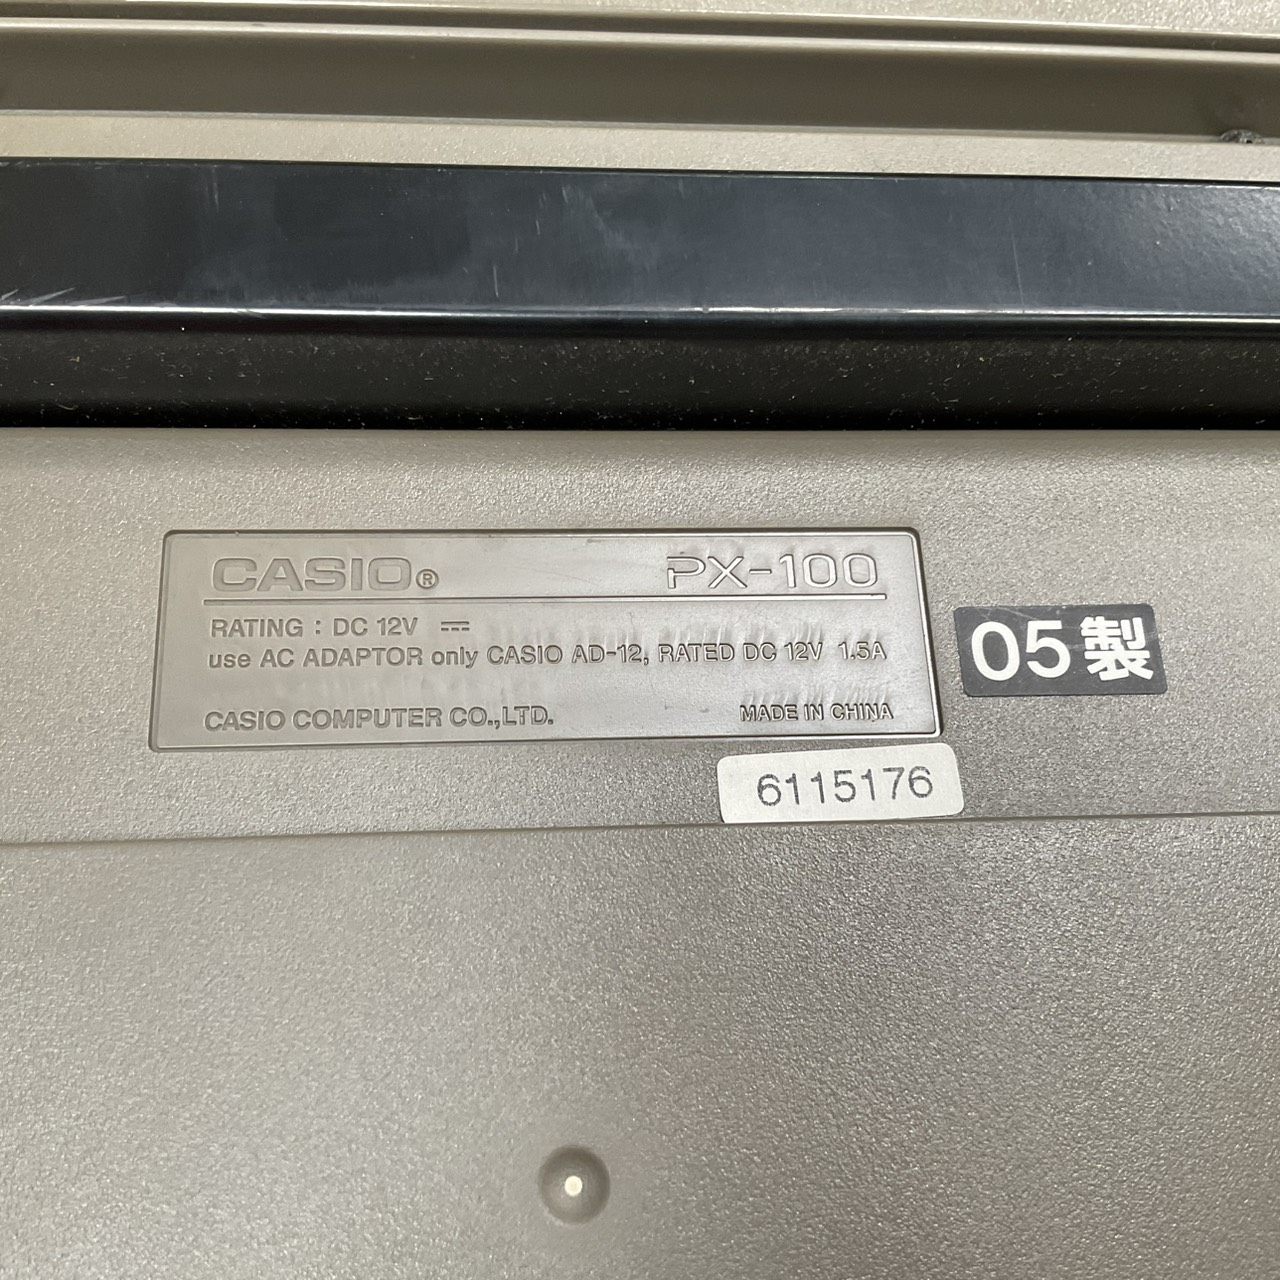 CASIO® PX-100
RATING : DC 12V ⎓
use AC ADAPTOR only CASIO AD-12, RATED DC 12V 1.5A
CASIO COMPUTER CO.,LTD. MADE IN CHINA
05製
6115176